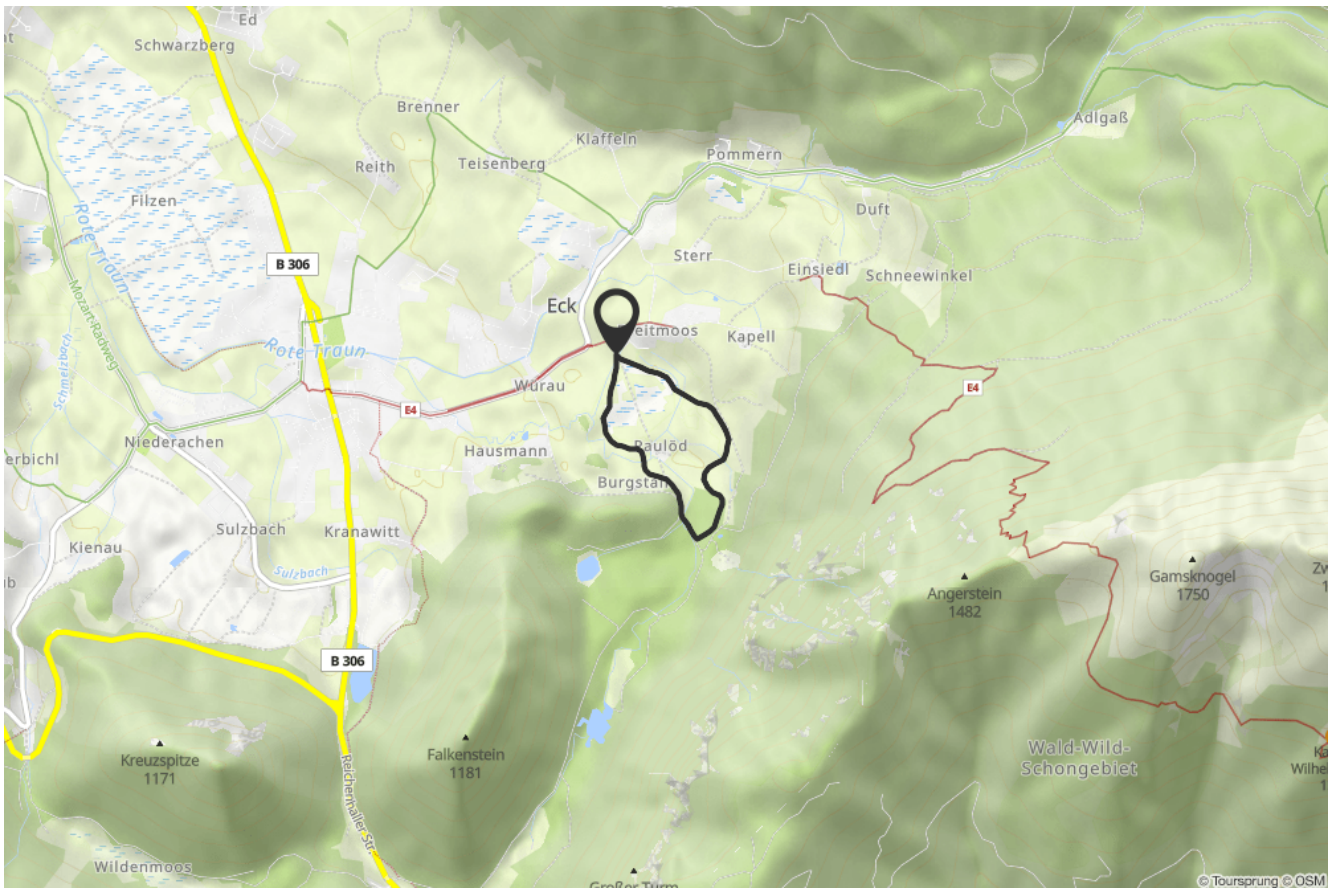 Ed
Schwarzberg
Brenner
Klaffeln
Adlgaß
Reith
Teisenberg
Pommern
Filzen
Rote Traun
Duft
B 306
Sterr
Einsiedl
Schneewinkel
Mozart-Radweg
Eck
Kapell
Rote Traun
Schmelzbach
Wurau
E4
E4
Niederachen
Hausmann
Paulöd
erbichl
Sulzbach
Kranawitt
Kienau
Sulzbach
Angerstein
1482
Gamsknogel
1750
B 306
Kreuzspitze
1171
Falkenstein
1181
Reichenhaller Str.
Wald-Wild-
Schongebiet
Wildenmoos
Großer Turm
© Toursprung © OSM